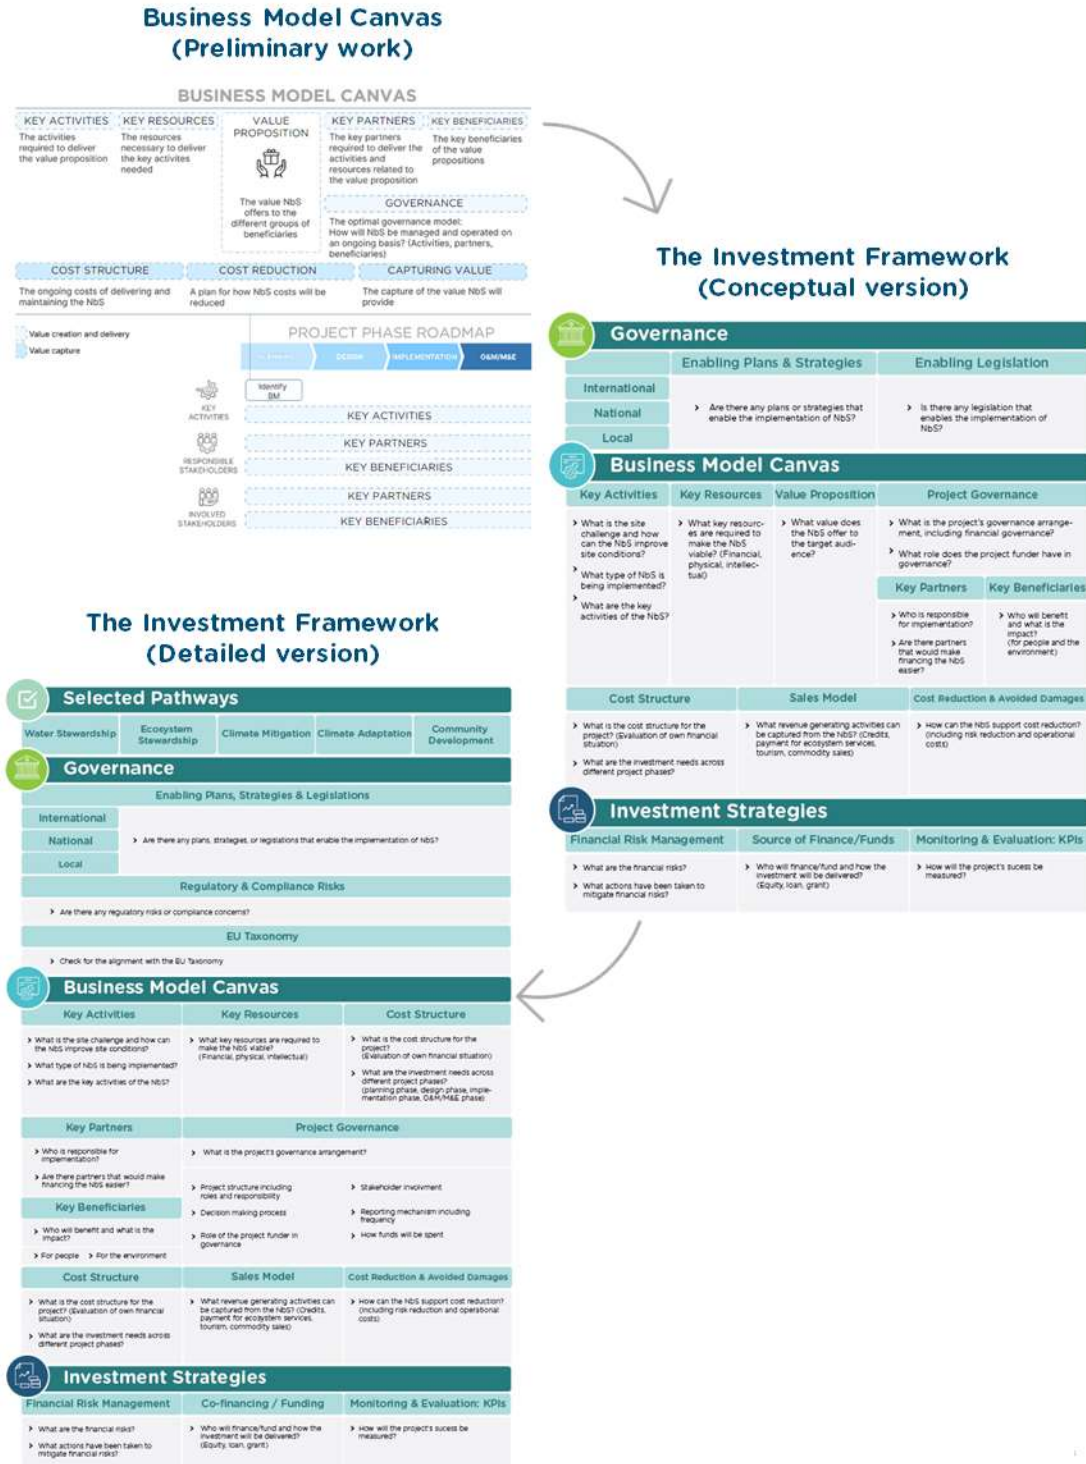 Business Model Canvas
(Preliminary work)
BUSINESS MODEL CANVAS
KEY ACTIVITIES
The activities
required to deliver
the value proposition
KEY RESOURCES
The resources
necessary to deliver
the key activites
needed
VALUE
PROPOSITION
The value NbS
offers to the
different groups of
beneficiaries
KEY PARTNERS
The key partners
required to deliver the
activities and
resources related to
the value proposition
KEY BENEFICIARIES
The key beneficiaries
of the value
propositions
GOVERNANCE
The optimal governance model:
How will NbS be managed and operated on
an ongoing basis? (Activities, partners,
beneficiaries)
COST STRUCTURE
The ongoing costs of delivering and
maintaining the NbS
COST REDUCTION
A plan for how NbS costs will be
reduced
CAPTURING VALUE
The capture of the value NbS will
provide
Value creation and delivery
Value capture
PROJECT PHASE ROADMAP
DESIGN
IMPLEMENTATION
O&M/M&E
Identify
BM
KEY
ACTIVITIES
KEY ACTIVITIES
RESPONSIBLE
STAKEHOLDERS
KEY PARTNERS
KEY BENEFICIARIES
INVOLVED
STAKEHOLDERS
KEY PARTNERS
KEY BENEFICIARIES
The Investment Framework
(Conceptual version)
Governance
Enabling Plans & Strategies
Enabling Legislation
International
National
Local
> Are there any plans or strategies that
enable the implementation of NbS?
> Is there any legislation that
enables the implementation of
NbS?
Business Model Canvas
Key Activities
> What is the site
challenge and how
can the NbS improve
site conditions?
> What type of NbS is
being implemented?
> What are the key
activities of the NbS?
Key Resources
> What key resourc-
es are required to
make the NbS
viable? (Financial,
physical, intellec-
tual)
Value Proposition
> What value does
the NbS offer to
the target audi-
ence?
Project Governance
> What is the project's governance arrange-
ment, including financial governance?
> What role does the project funder have in
governance?
Key Partners
> Who is responsible
for implementation?
> Are there partners
that would make
financing the NbS
easier?
Key Beneficiaries
> Who will benefit
and what is the
impact?
(for people and the
environment)
Cost Structure
> What is the cost structure for the
project? (Evaluation of own financial
situation)
> What are the investment needs across
different project phases?
Sales Model
> What revenue generating activities can
be captured from the NbS? (Credits,
payment for ecosystem services,
tourism, commodity sales)
Cost Reduction & Avoided Damages
> How can the NbS support cost reduction?
(including risk reduction and operational
costs)
Investment Strategies
Financial Risk Management
> What are the financial risks?
> What actions have been taken to
mitigate financial risks?
Source of Finance/Funds
> Who will finance/fund and how the
investment will be delivered?
(Equity, loan, grant)
Monitoring & Evaluation: KPIs
> How will the project's sucess be
measured?
The Investment Framework
(Detailed version)
Selected Pathways
Water Stewardship
Ecosystem
Stewardship
Climate Mitigation
Climate Adaptation
Community
Development
Governance
Enabling Plans, Strategies & Legislations
International
National
Local
> Are there any plans, strategies, or legislations that enable the implementation of NbS?
Regulatory & Compliance Risks
> Are there any regulatory risks or compliance concerns?
EU Taxonomy
> Check for the alignment with the EU Taxonomy
Business Model Canvas
Key Activities
> What is the site challenge and how can
the NbS improve site conditions?
> What type of NbS is being implemented?
> What are the key activities of the NbS?
Key Resources
> What key resources are required to
make the NbS viable?
(Financial, physical, intellectual)
Cost Structure
> What is the cost structure for the
project?
(Evaluation of own financial situation)
> What are the investment needs across
different project phases?
(planning phase, design phase, imple-
mentation phase, O&M/M&E phase)
Key Partners
> Who is responsible for
implementation?
> Are there partners that would make
financing the NbS easier?
Key Beneficiaries
> Who will benefit and what is the
impact?
> For people > For the environment
Project Governance
> What is the project's governance arrangement?
> Project structure including
roles and responsibility
> Decision making process
> Role of the project funder in
governance
> Stakeholder involvment
> Reporting mechanism including
frequency
> How funds will be spent
Cost Structure
> What is the cost structure for the
project? (Evaluation of own financial
situation)
> What are the investment needs across
different project phases?
Sales Model
> What revenue generating activities can
be captured from the NbS? (Credits,
payment for ecosystem services,
tourism, commodity sales)
Cost Reduction & Avoided Damages
> How can the NbS support cost reduction?
(including risk reduction and operational
costs)
Investment Strategies
Financial Risk Management
> What are the financial risks?
> What actions have been taken to
mitigate financial risks?
Co-financing / Funding
> Who will finance/fund and how the
investment will be delivered?
(Equity, loan, grant)
Monitoring & Evaluation: KPIs
> How will the project's sucess be
measured?